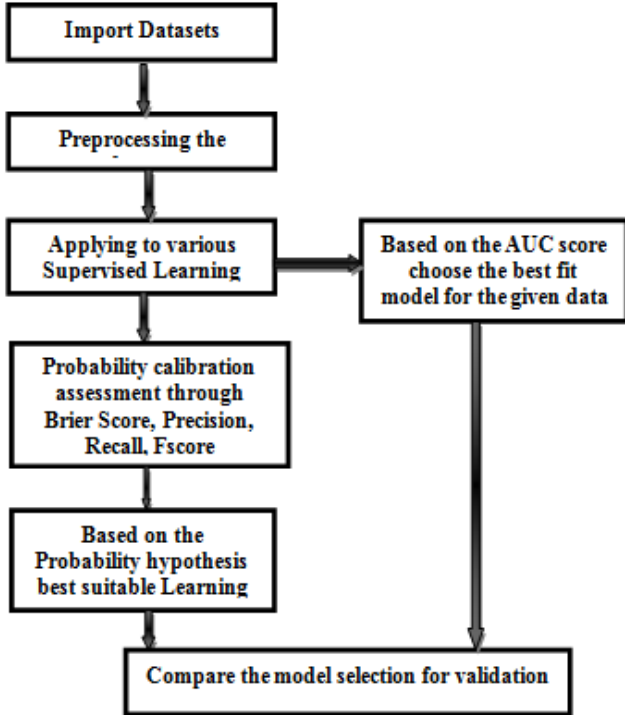 Import Datasets
Preprocessing the
Applying to various
Supervised Learning
Based on the AUC score
choose the best fit
model for the given data
Probability calibration
assessment through
Brier Score, Precision,
Recall, Fscore
Based on the
Probability hypothesis
best suitable Learning
Compare the model selection for validation